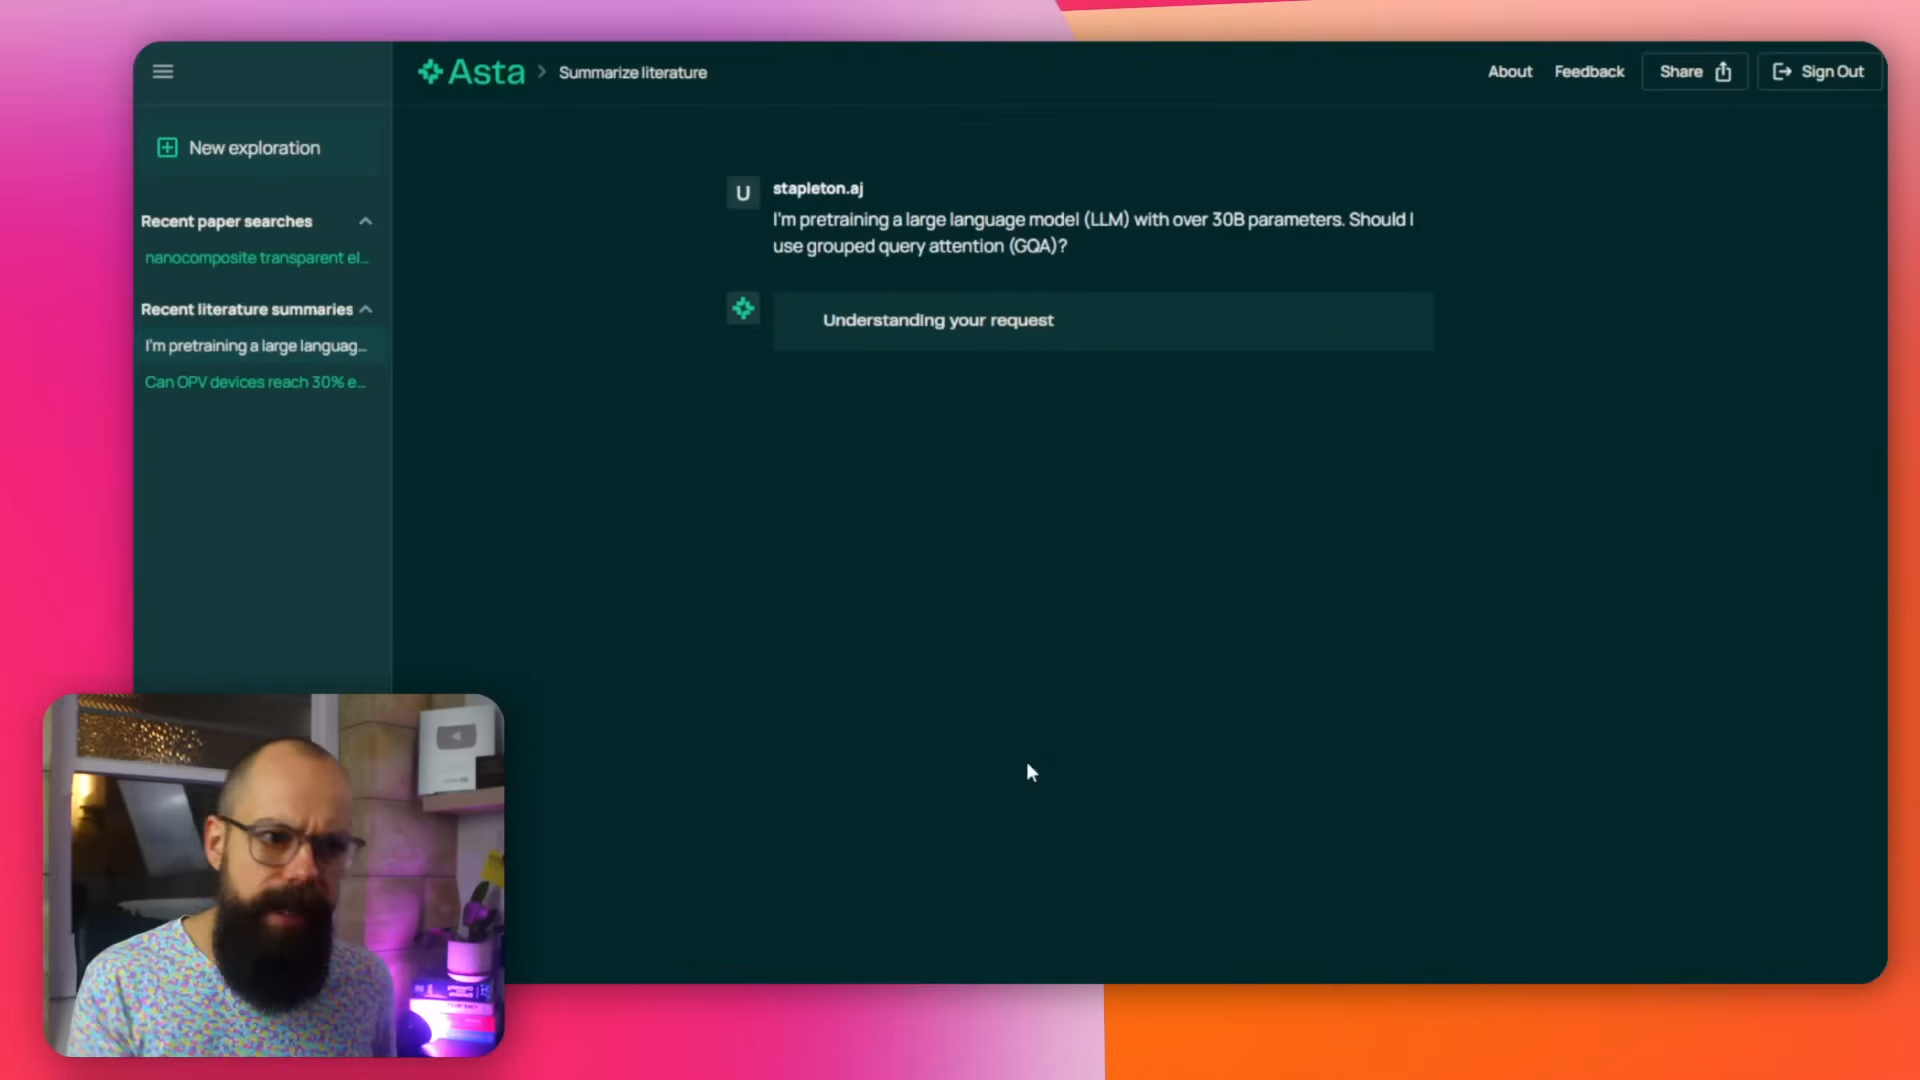 Asta > Summarize literature
About
Feedback
Share
Sign Out
New exploration
Recent paper searches
nanocomposite transparent el...
Recent literature summaries
I'm pretraining a large languag...
Can OPV devices reach 30% e...
U
stapleton.aj
I'm pretraining a large language model (LLM) with over 30B parameters. Should I
use grouped query attention (GQA)?
Understanding your request